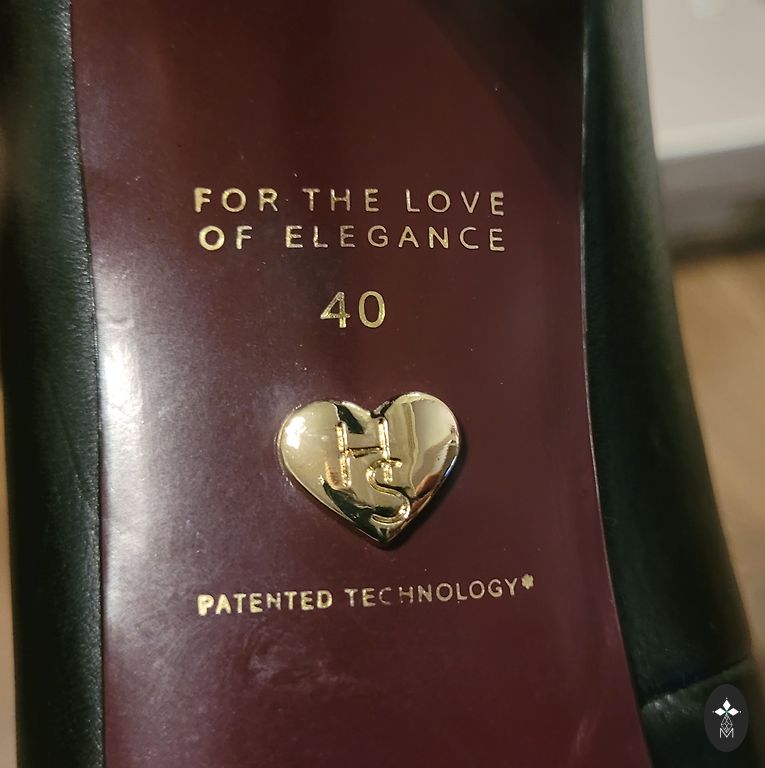 FOR THE LOVE
OF ELEGANCE
40
HS
PATENTED TECHNOLOGY*
M